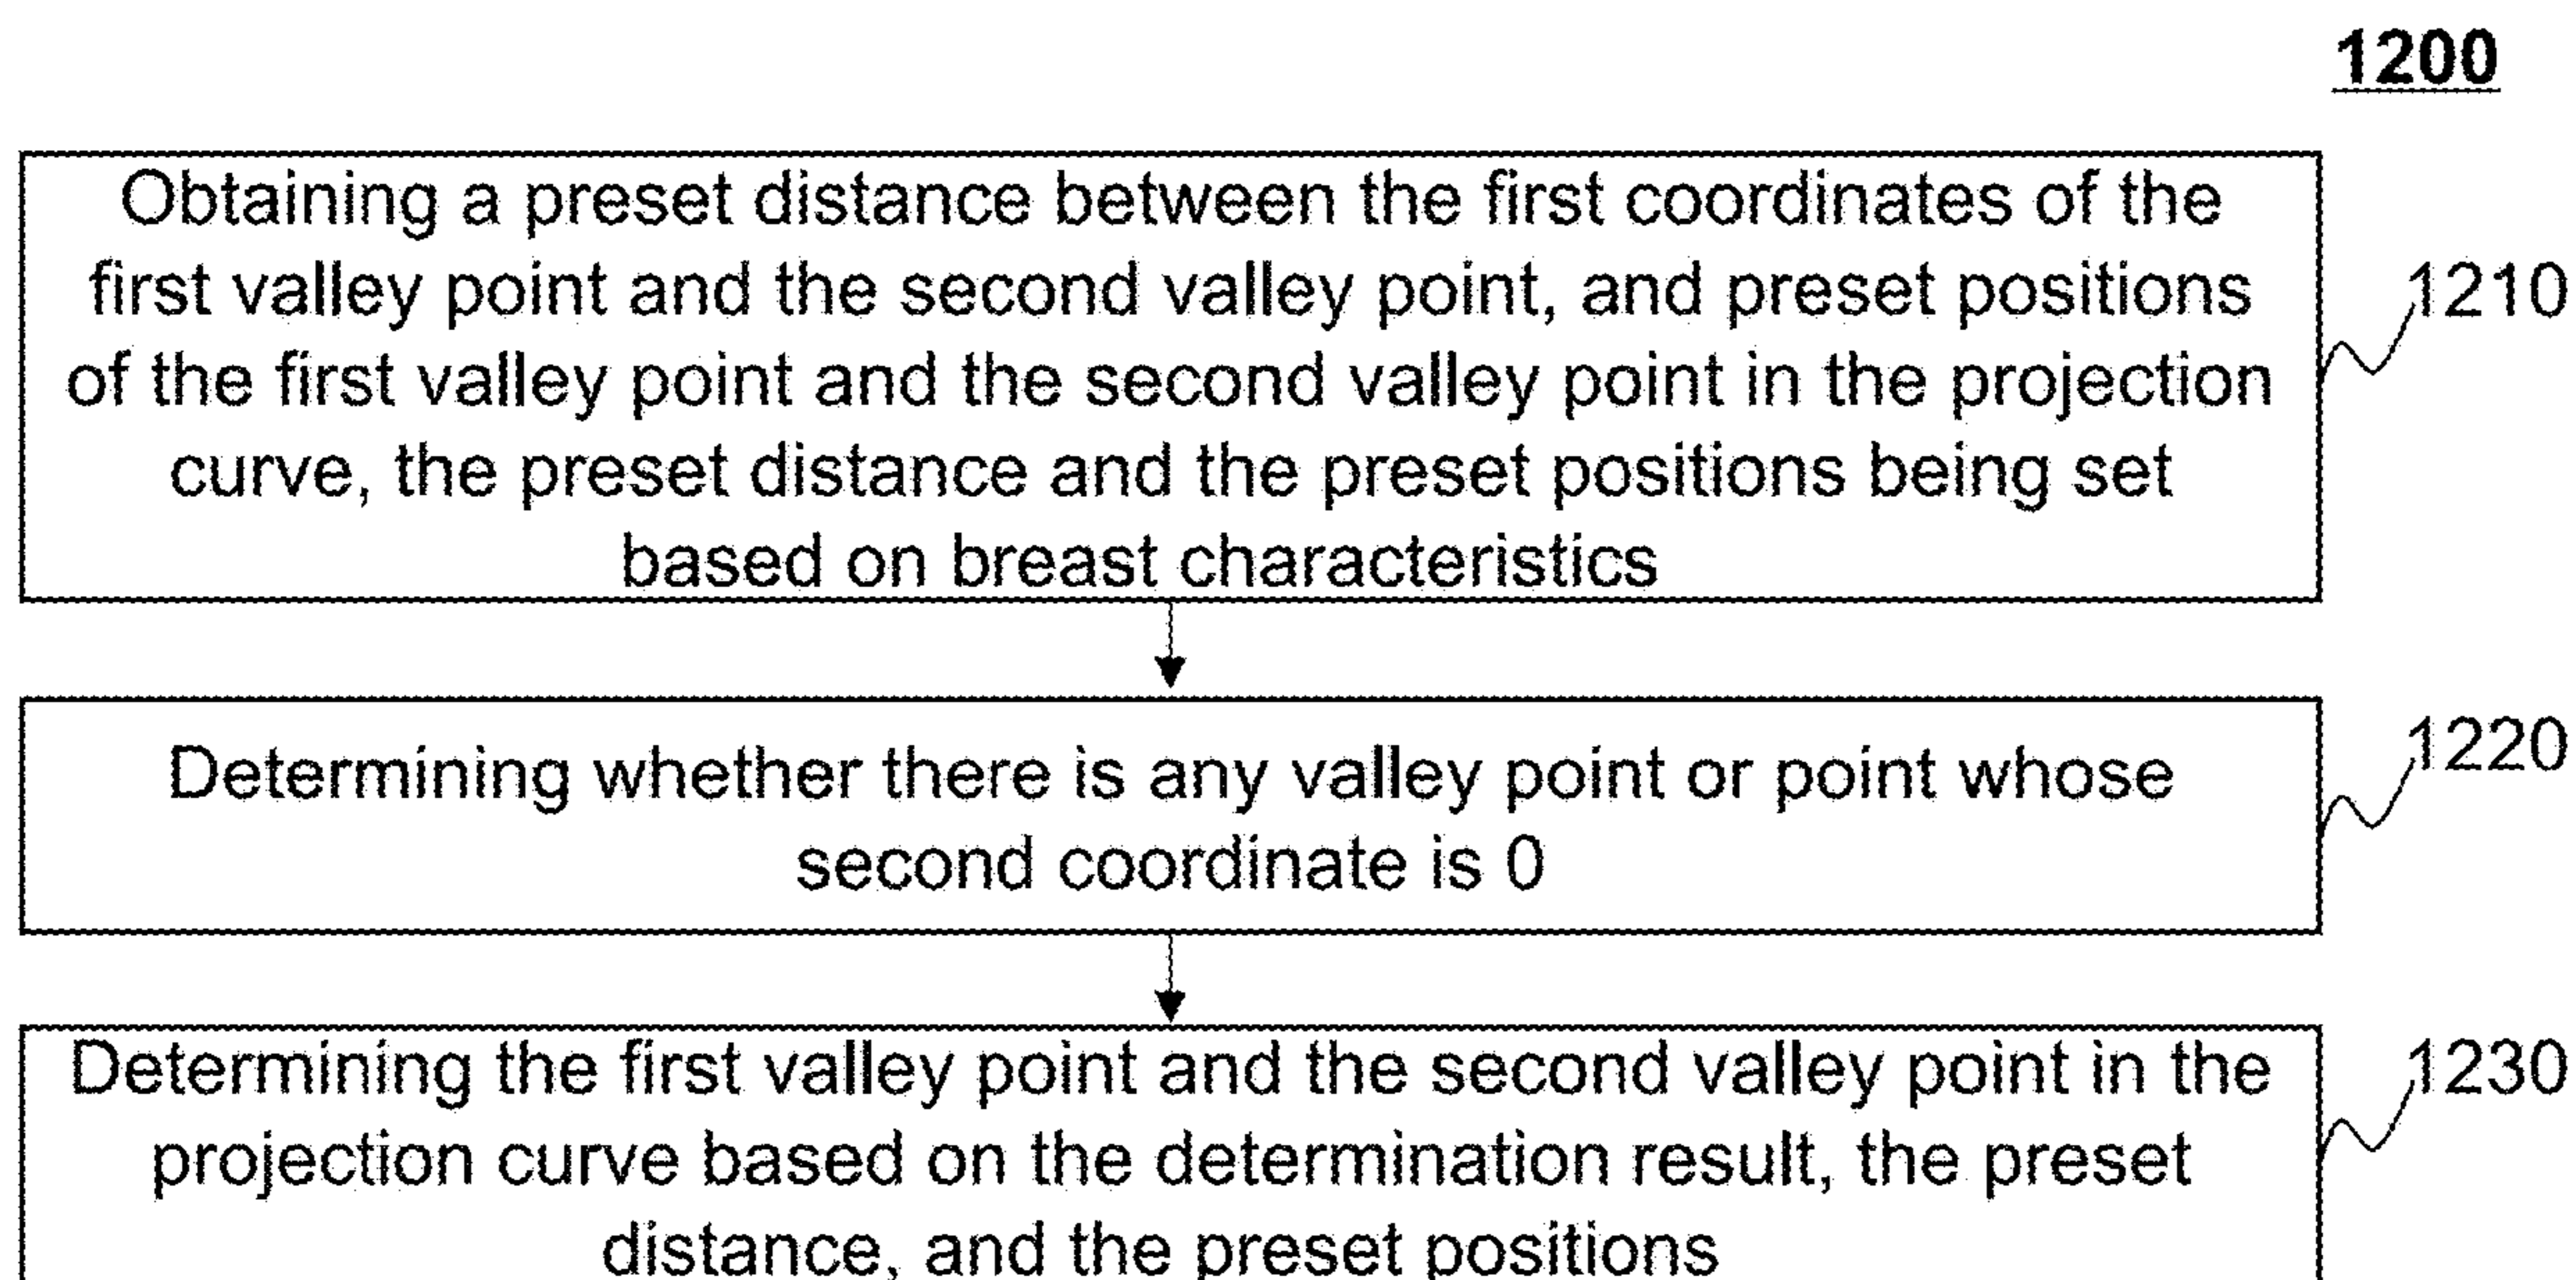 1200
Obtaining a preset distance between the first coordinates of the
first valley point and the second valley point, and preset positions
of the first valley point and the second valley point in the projection
curve, the preset distance and the preset positions being set
based on breast characteristics
1210
Determining whether there is any valley point or point whose
second coordinate is 0
1220
Determining the first valley point and the second valley point in the
projection curve based on the determination result, the preset
distance, and the preset positions
1230